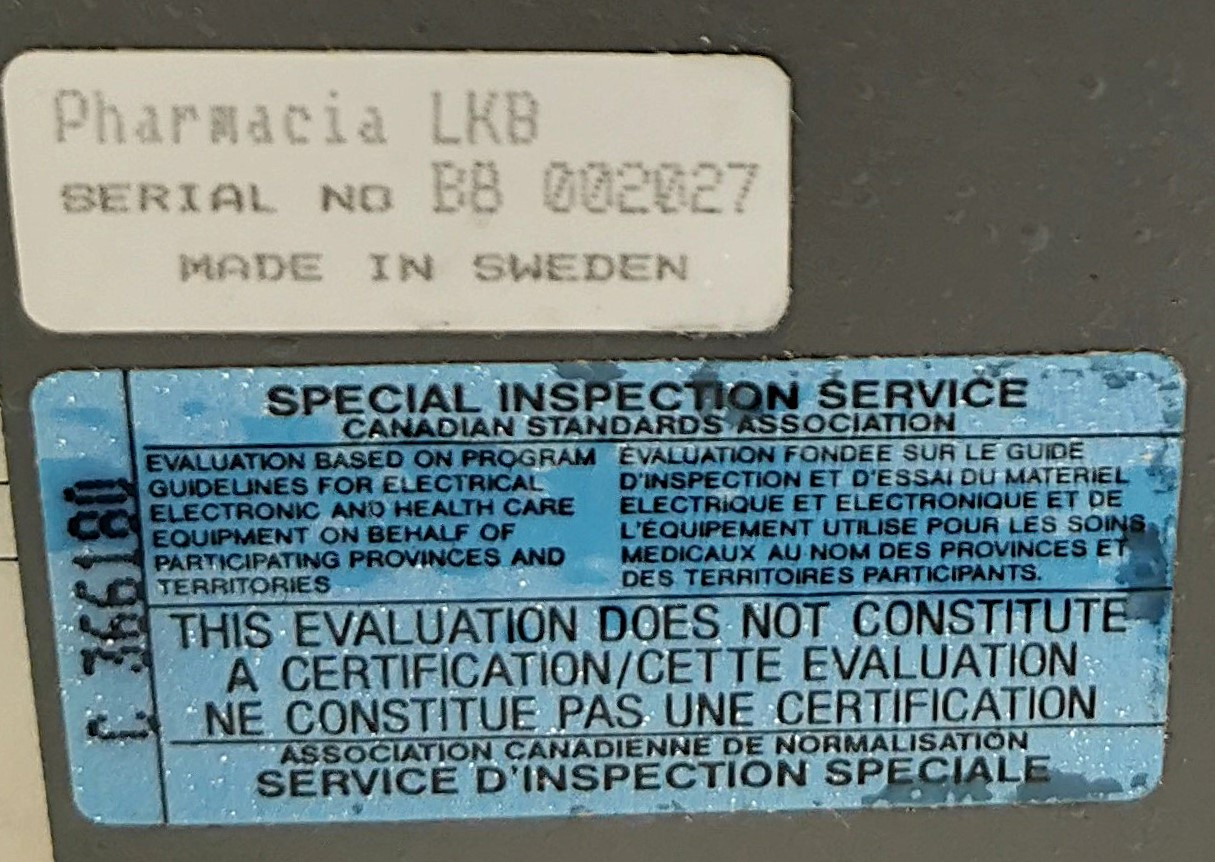 Pharmacia LKB
SERIAL NO B8 002027
MADE IN SWEDEN
SPECIAL INSPECTION SERVICE
CANADIAN STANDARDS ASSOCIATION
EVALUATION BASED ON PROGRAM
GUIDELINES FOR ELECTRICAL
ELECTRONIC AND HEALTH CARE
EQUIPMENT ON BEHALF OF
PARTICIPATING PROVINCES AND
TERRITORIES
ÉVALUATION FONDEE SUR LE GUIDE
D'INSPECTION ET D'ESSAI DU MATERIEL
ELECTRIQUE ET ELECTRONIQUE ET DE
L'ÉQUIPEMENT UTILISE POUR LES SOINS
MEDICAUX AU NOM DES PROVINCES ET
DES TERRITOIRES PARTICIPANTS.
THIS EVALUATION DOES NOT CONSTITUTE
A CERTIFICATION/CETTE EVALUATION
NE CONSTITUE PAS UNE CERTIFICATION
ASSOCIATION CANADIENNE DE NORMALISATION
SERVICE D'INSPECTION SPECIALE
C 366180